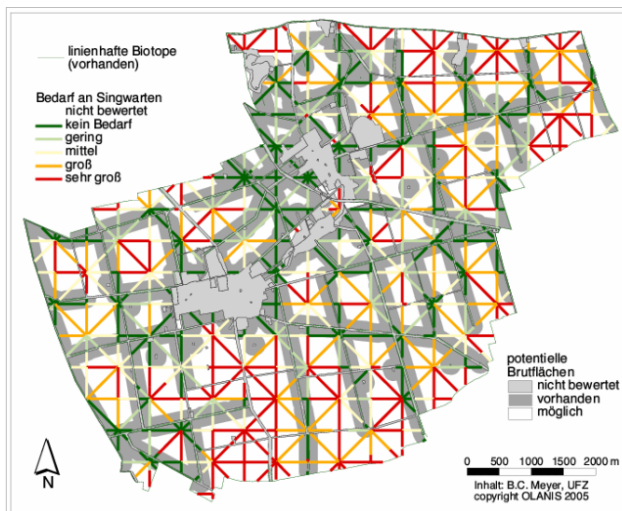 linienhafte Biotope
(vorhanden)
Bedarf an Singwarten
nicht bewertet
kein Bedarf
gering
mittel
groß
sehr groß
potentielle
Brutflächen
nicht bewertet
vorhanden
möglich
N
0 500 1000 1500 2000 m
Inhalt: B.C. Meyer, UFZ
copyright OLANIS 2005